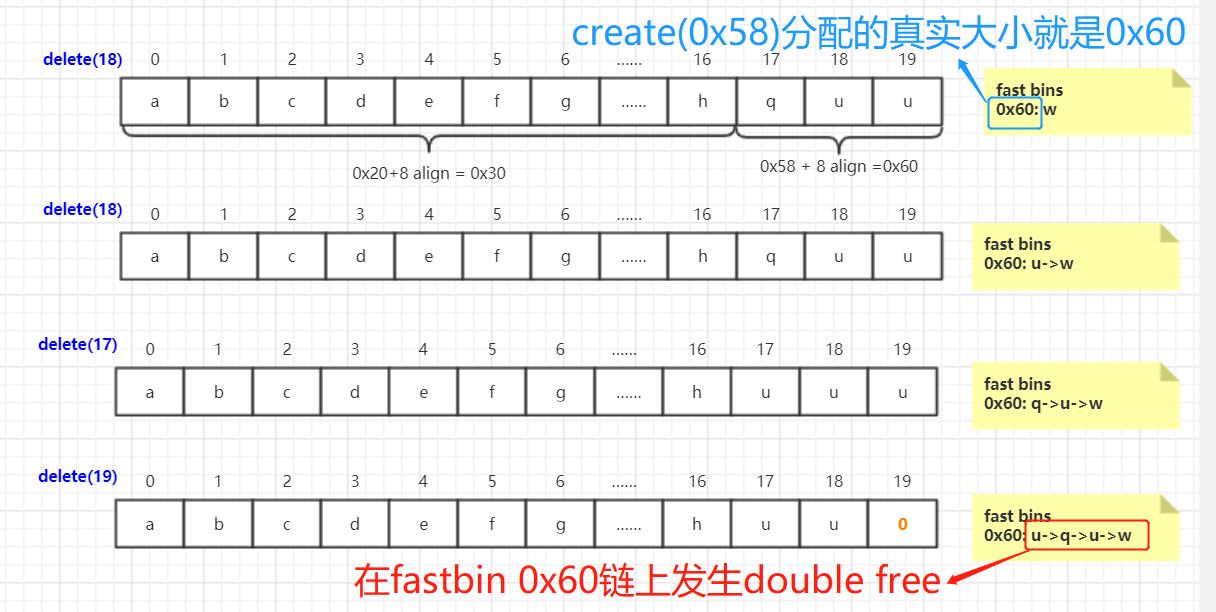 create(0x58)分配的真实大小就是0x60
delete(18) 0 1 2 3 4 5 6 ...... 16 17 18 19
a b c d e f g ...... h q u u
fast bins
0x60: w
0x20+8 align = 0x30
0x58 + 8 align =0x60
delete(18) 0 1 2 3 4 5 6 ...... 16 17 18 19
a b c d e f g ...... h q u u
fast bins
0x60: u->w
delete(17) 0 1 2 3 4 5 6 ...... 16 17 18 19
a b c d e f g ...... h u u u
fast bins
0x60: q->u->w
delete(19) 0 1 2 3 4 5 6 ...... 16 17 18 19
a b c d e f g ...... h u u 0
fast bins
0x60: u->q->u->w
在fastbin 0x60链上发生double free